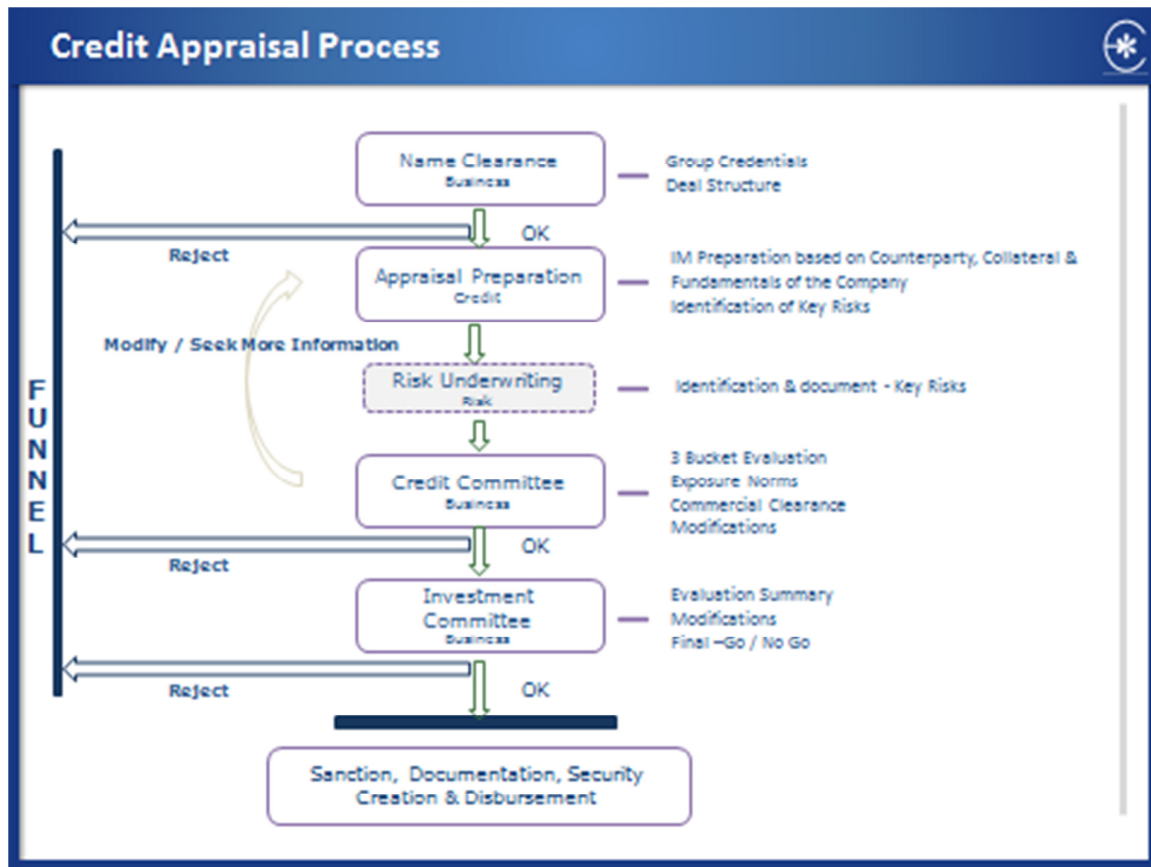 Credit Appraisal Process
Name Clearance
Business
Group Credentials
Deal Structure
OK
Reject
Appraisal Preparation
Credit
IM Preparation based on Counterparty, Collateral &
Fundamentals of the Company
Identification of Key Risks
Modify / Seek More Information
Risk Underwriting
Risk
Identification & document - Key Risks
FUNNEL
Credit Committee
Business
3 Bucket Evaluation
Exposure Norms
Commercial Clearance
Modifications
OK
Reject
Investment
Committee
Business
Evaluation Summary
Modifications
Final –Go / No Go
OK
Reject
Sanction, Documentation, Security
Creation & Disbursement